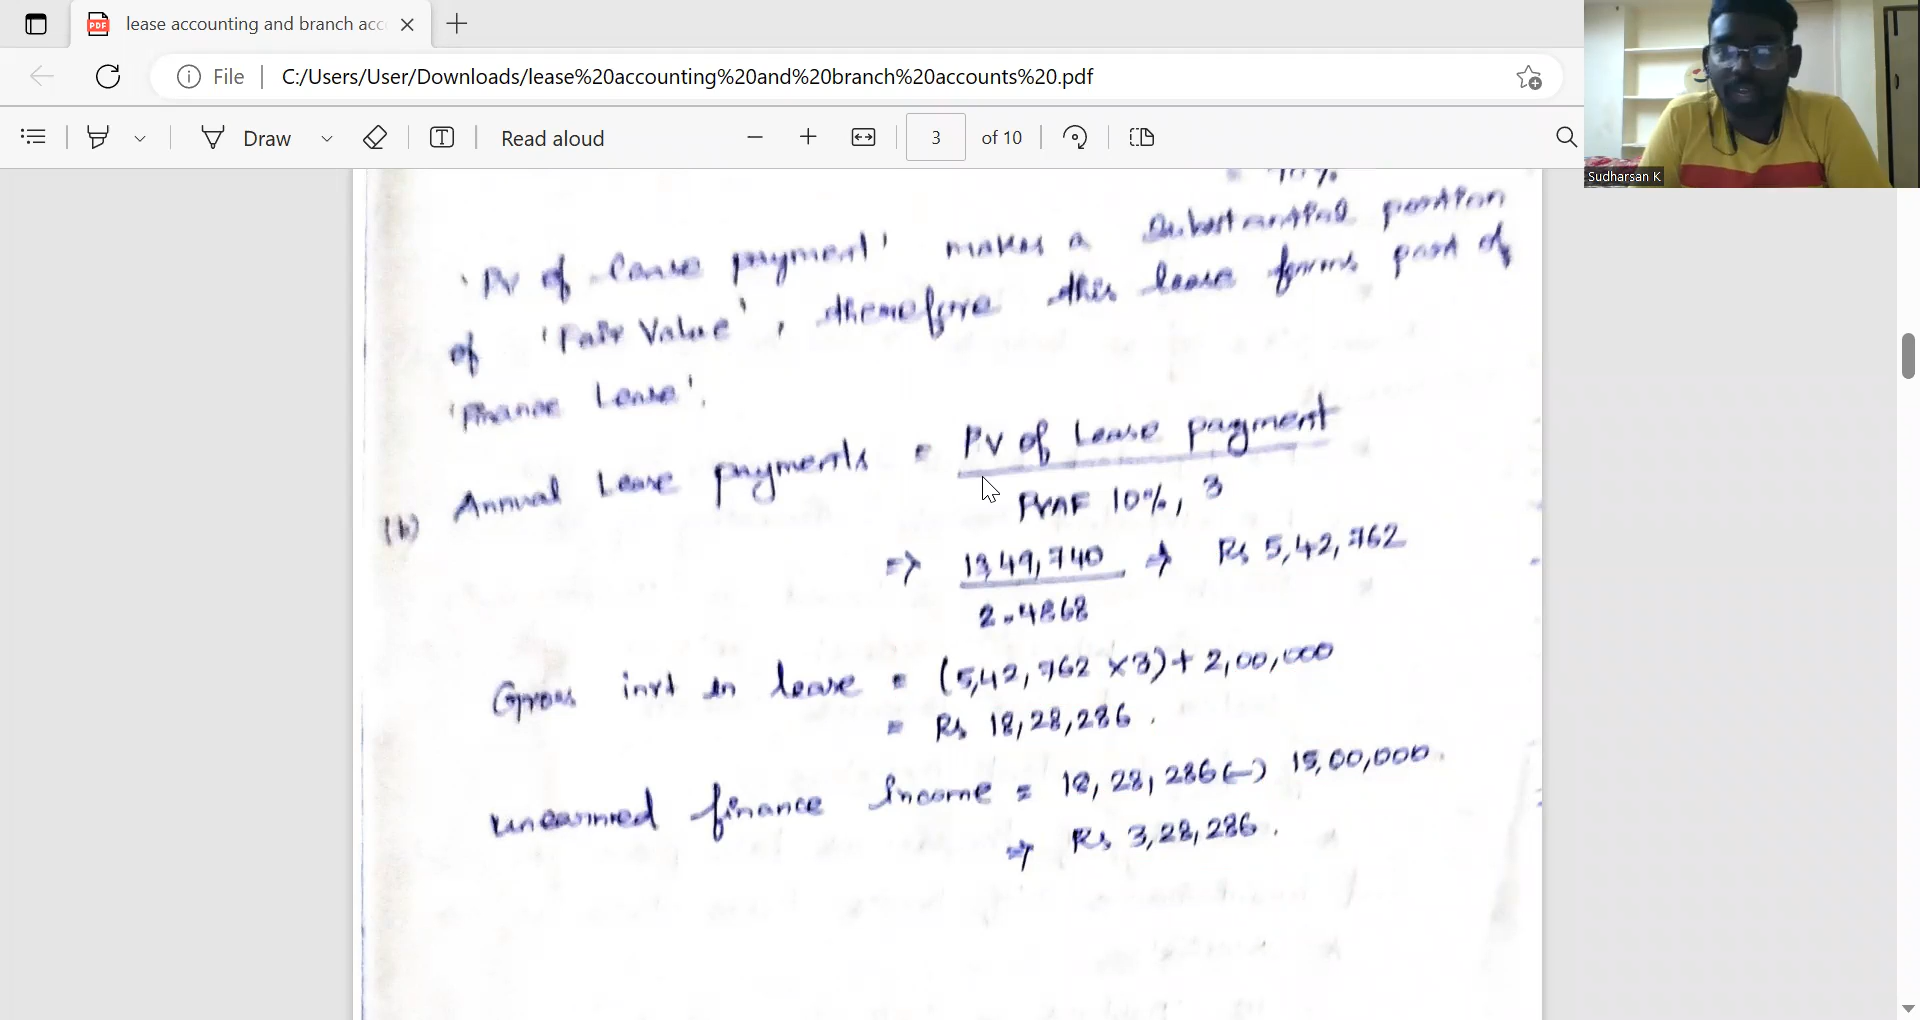 lease accounting and branch acc
File C:/Users/User/Downloads/lease%20accounting%20and%20branch%20accounts%20.pdf
Draw Read aloud 3 of 10
Sudharsan K
'PV of lease payment' makes a substantial portion
of 'Fair Value', therefore this lease forms part of
'Finance Lease'.
(b) Annual Lease payments = PV of Lease payment
PVAF 10%, 3
=> 13,49,740 => Rs 5,42,762
2.4868
Gross invt in lease = (5,42,762 x 3) + 2,00,000
= Rs 18,28,286.
unearned finance income = 18,28,286 (-) 15,00,000.
=> Rs 3,28,286.